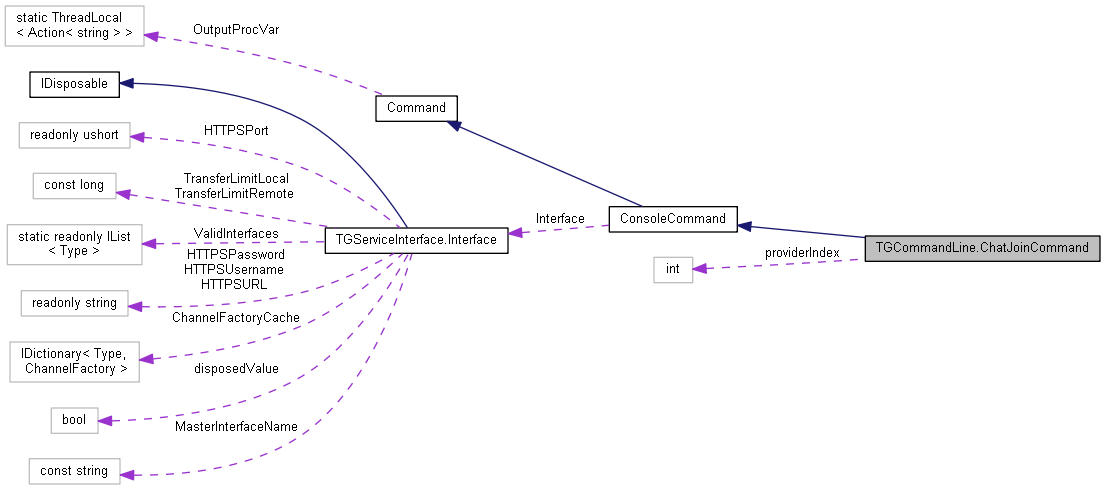 static ThreadLocal
< Action< string > >
OutputProcVar
IDisposable
Command
readonly ushort
HTTPSPort
const long
TransferLimitLocal
TransferLimitRemote
static readonly IList
< Type >
ValidInterfaces
TGServiceInterface.Interface
Interface
ConsoleCommand
TGCommandLine.ChatJoinCommand
providerIndex
int
HTTPSPassword
HTTPSUsername
HTTPSURL
readonly string
ChannelFactoryCache
IDictionary< Type,
ChannelFactory >
disposedValue
bool
MasterInterfaceName
const string